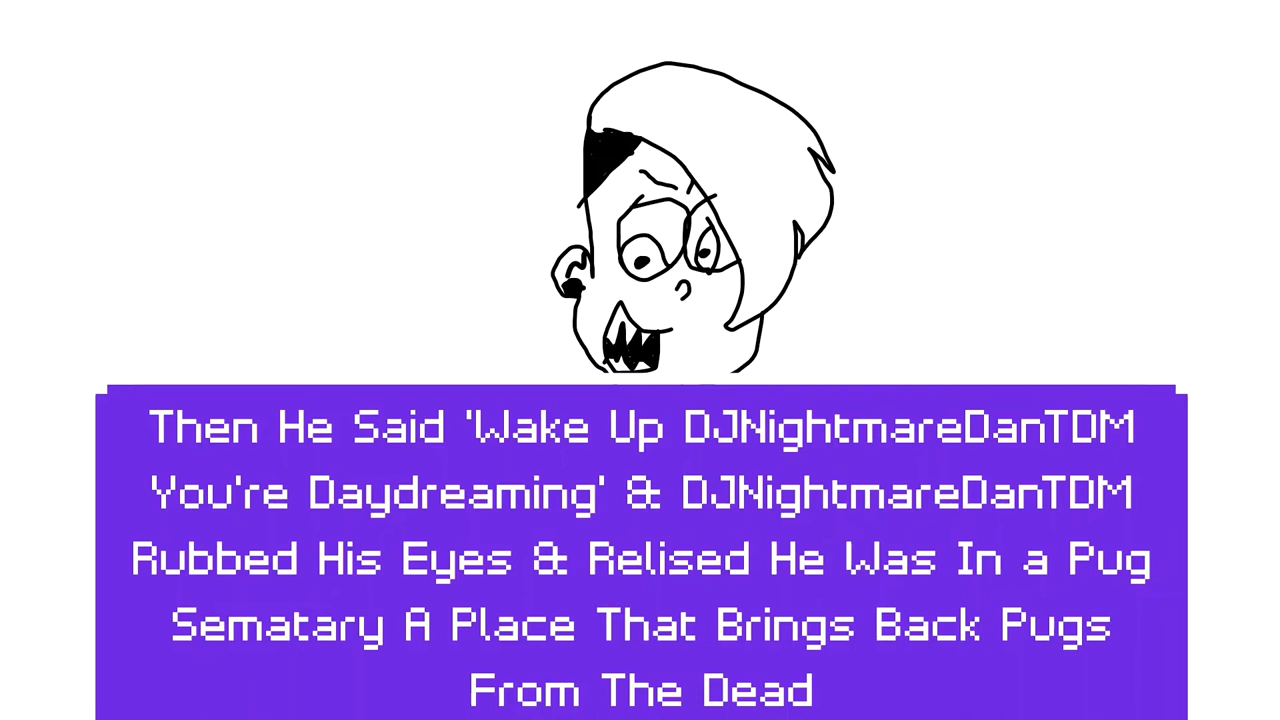 Then He Said 'Wake Up DJNightmareDanTDM
You're Daydreaming' & DJNightmareDanTDM
Rubbed His Eyes & Relised He Was In a Pug
Sematary A Place That Brings Back Pugs
From The Dead